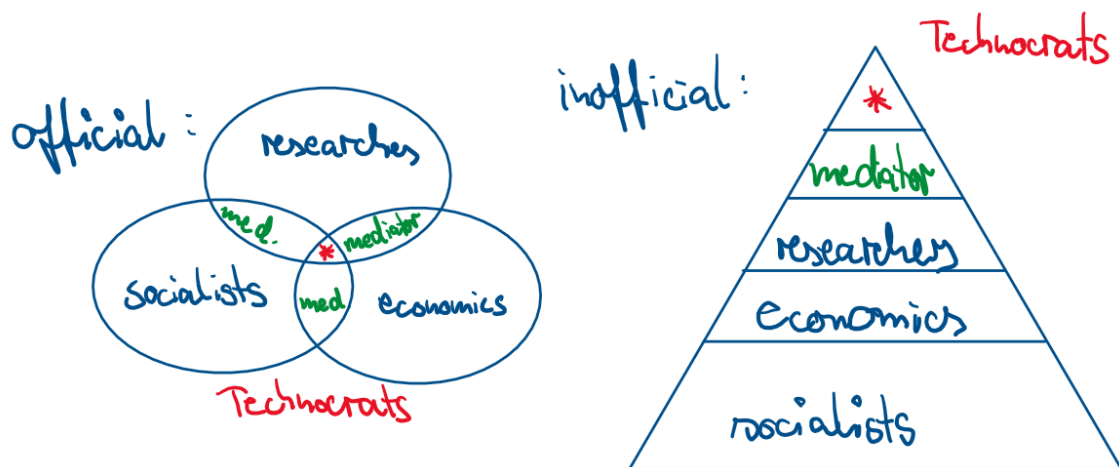 official:
researches
med.
mediator
*
socialists
med
economics
Technocrats
inofficial:
Technocrats
*
mediator
researchers
economics
socialists